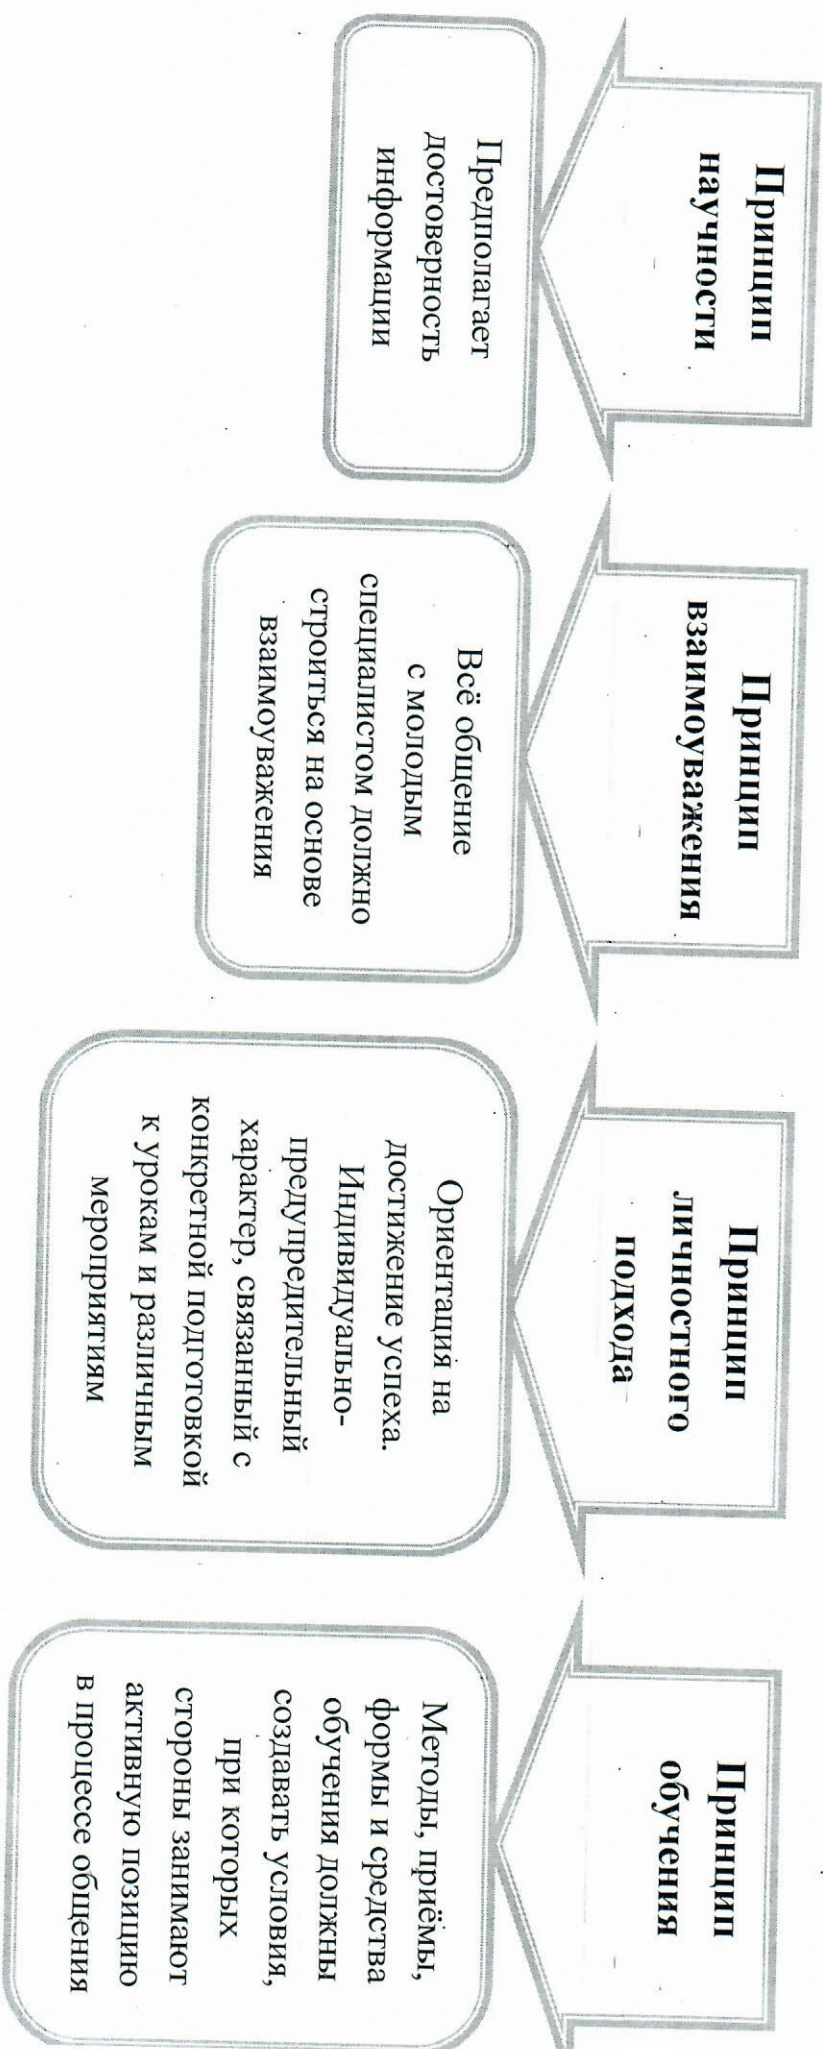 Принцип
научности
Предполагает
достоверность
информации
Принцип
взаимоуважения
Всё общение
с молодым
специалистом должно
строиться на основе
взаимоуважения
Принцип
личностного
подхода
Ориентация на
достижение успеха.
Индивидуально-
предупредительный
характер, связанный с
конкретной подготовкой
к урокам и различным
мероприятиям
Принцип
обучения
Методы, приёмы,
формы и средства
обучения должны
создавать условия,
при которых
стороны занимают
активную позицию
в процессе общения